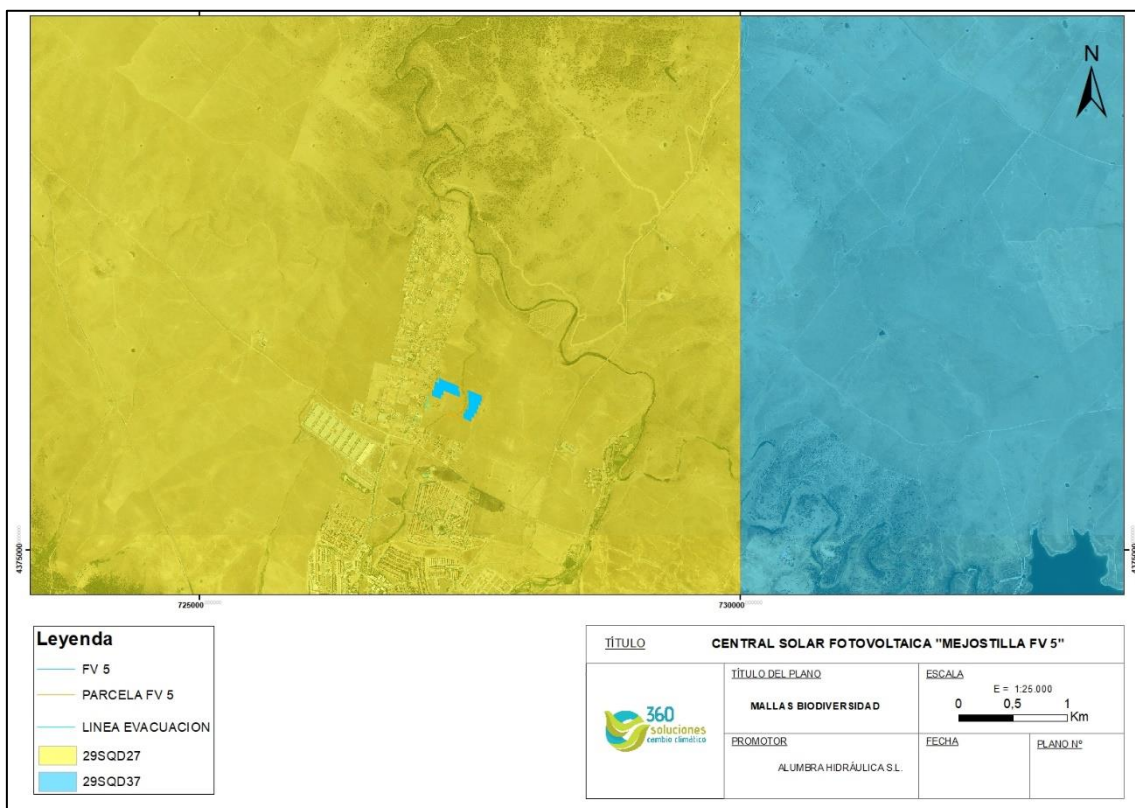 N
4375000
4375000
725000
730000
Leyenda
FV 5
PARCELA FV 5
LINEA EVACUACION
29SQD27
29SQD37
TÍTULO
CENTRAL SOLAR FOTOVOLTAICA "MEJOSTILLA FV 5"
360
soluciones
cambio climático
TÍTULO DEL PLANO
MALLAS BIODIVERSIDAD
ESCALA
E = 1:25.000
0 0,5 1
Km
PROMOTOR
ALUMBRA HIDRÁULICA S.L.
FECHA
PLANO Nº